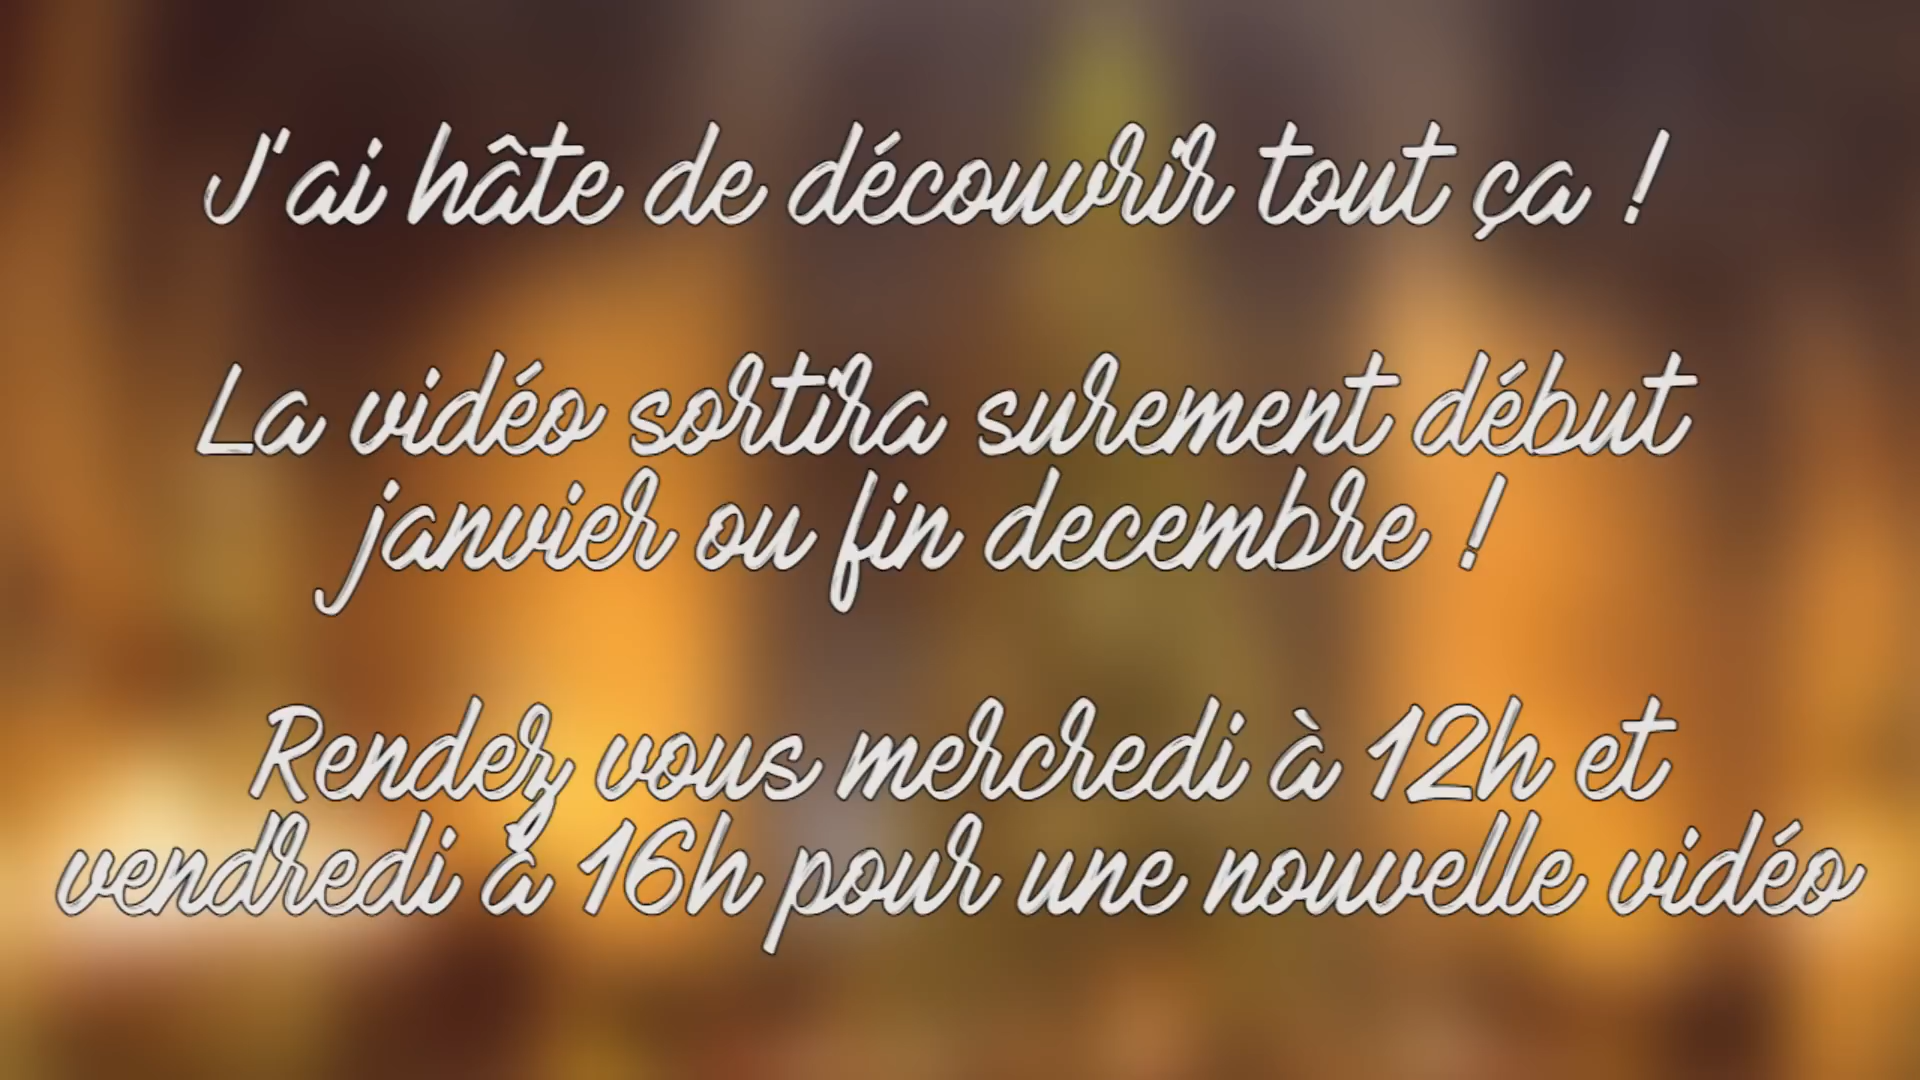 J'ai hâte de découvrir tout ça !
La vidéo sortira surement début
janvier ou fin decembre !
Rendez vous mercredi à 12h et
vendredi à 16h pour une nouvelle vidéo